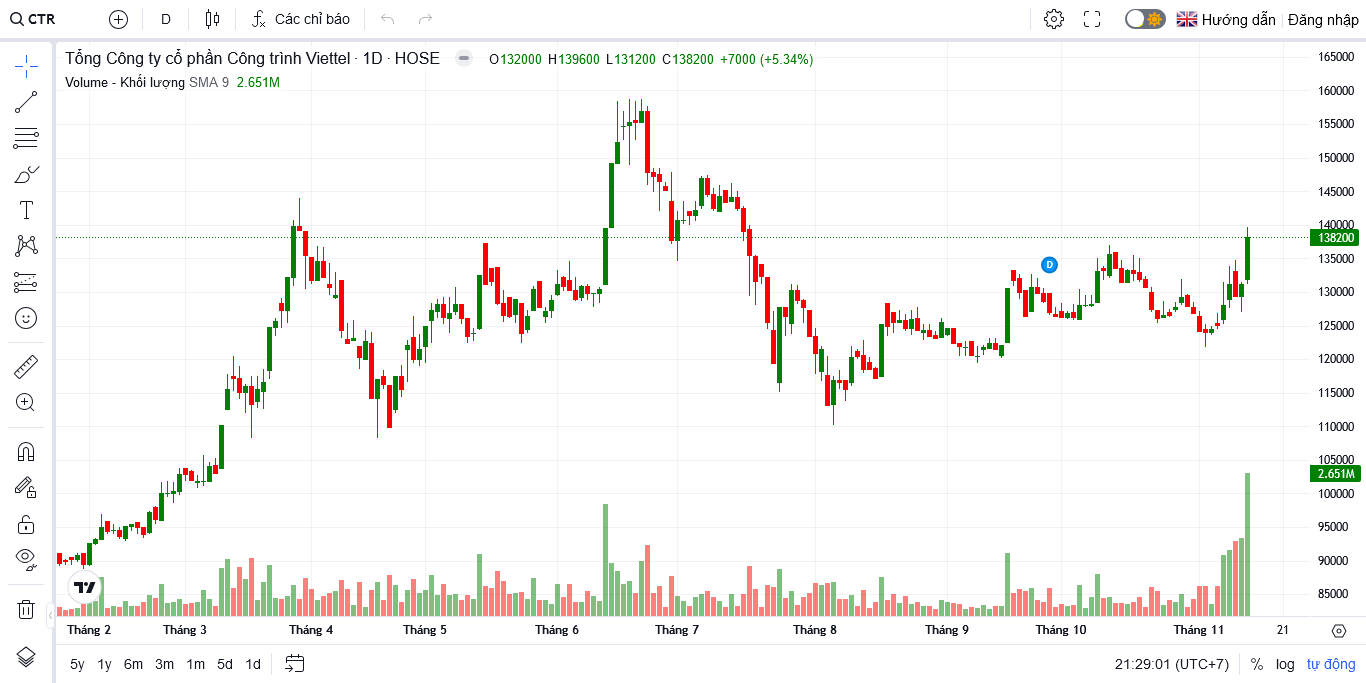 CTR D Các chỉ báo Hướng dẫn Đăng nhập
Tổng Công ty cổ phần Công trình Viettel · 1D · HOSE O132000 H139600 L131200 C138200 +7000 (+5.34%)
Volume - Khối lượng SMA 9 2.651M
165000
160000
155000
150000
145000
140000
138200
135000
130000
125000
120000
115000
110000
105000
2.651M
100000
95000
90000
85000
D
Tháng 2 Tháng 3 Tháng 4 Tháng 5 Tháng 6 Tháng 7 Tháng 8 Tháng 9 Tháng 10 Tháng 11 21
5y 1y 6m 3m 1m 5d 1d 21:29:01 (UTC+7) % log tự động